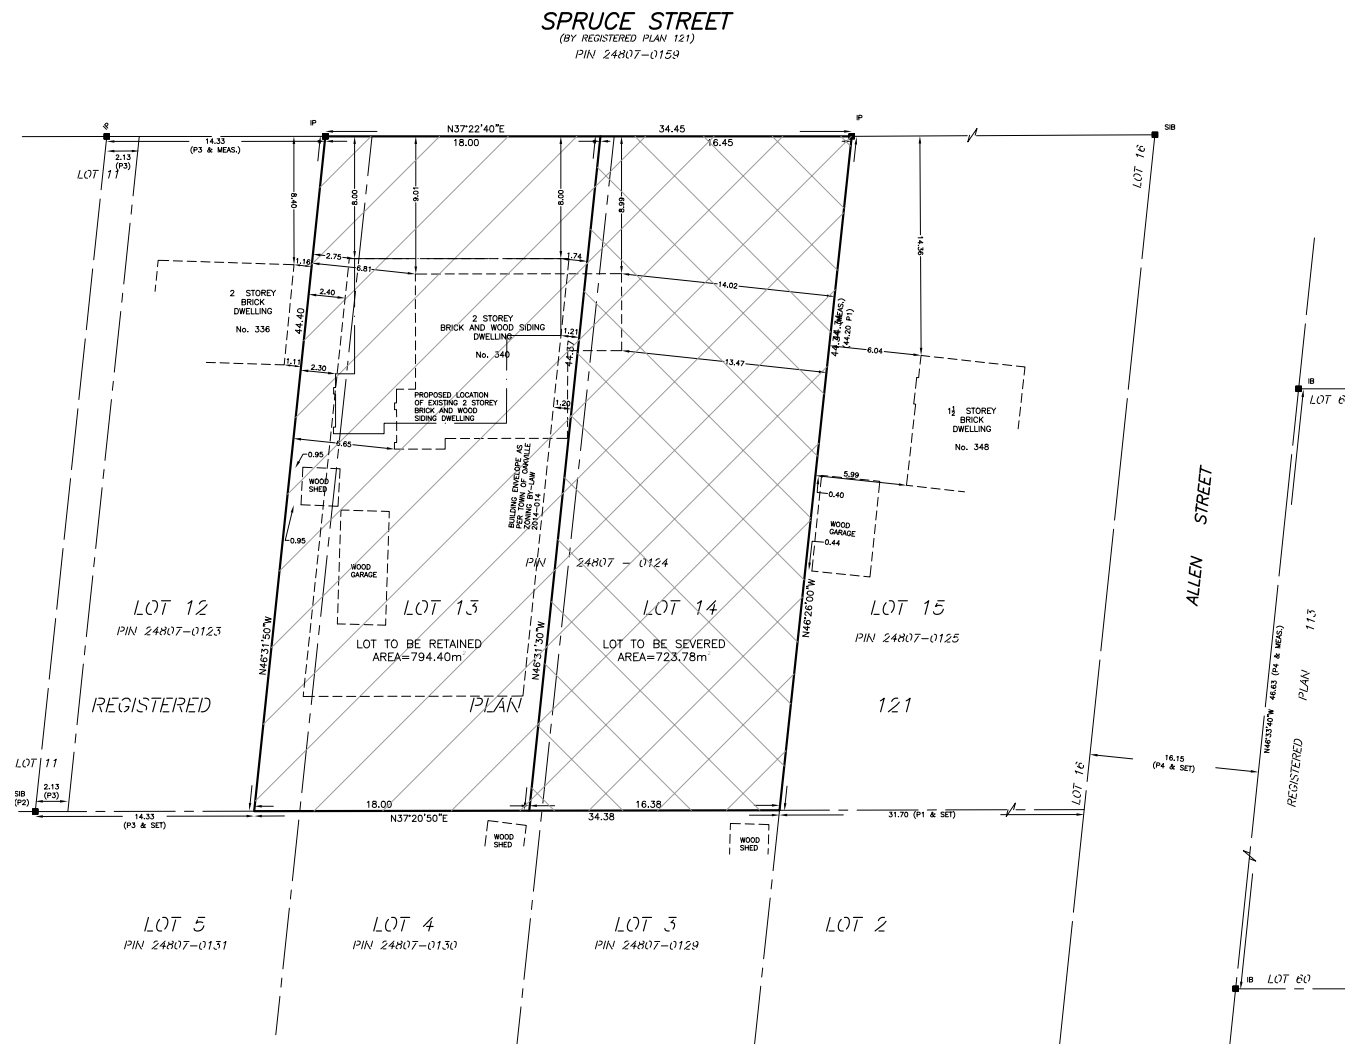 SPRUCE STREET
(BY REGISTERED PLAN 121)
PIN 24807-0159
IP
IP
IP
SIB
14.33
(P3 & MEAS.)
2.13
(P3)
N37°22'40"E
34.45
18.00
16.45
LOT 11
LOT 16
8.40
8.00
9.01
8.00
8.99
14.36
1.16
2.75
6.81
1.74
14.02
2.40
2 STOREY
BRICK
DWELLING
No. 336
44.40
2 STOREY
BRICK AND WOOD SIDING
DWELLING
No. 340
1.21
44.37
44.34 (MEAS.)
(44.20 P1)
6.04
1.11
2.30
13.47
IB
LOT 6
PROPOSED LOCATION
OF EXISTING 2 STOREY
BRICK AND WOOD
SIDING DWELLING
1.20
1½ STOREY
BRICK
DWELLING
No. 348
6.65
0.95
WOOD
SHED
BUILDING ENVELOPE AS
PER TOWN OF OAKVILLE
ZONING BY-LAW
2014-014
5.99
0.40
ALLEN STREET
0.95
WOOD
GARAGE
0.44
WOOD
GARAGE
PIN 24807 - 0124
LOT 12
PIN 24807-0123
LOT 13
LOT 14
LOT 15
PIN 24807-0125
N46°31'50"W
LOT TO BE RETAINED
AREA=794.40m²
N46°31'30"W
LOT TO BE SEVERED
AREA=723.78m²
N46°26'00"W
N46°33'40"W 46.63 (P4 & MEAS.)
REGISTERED PLAN 113
REGISTERED PLAN 121
LOT 11
LOT 16
16.15
(P4 & SET)
SIB
(P2)
2.13
(P3)
14.33
(P3 & SET)
18.00
N37°20'50"E
34.38
16.38
31.70 (P1 & SET)
WOOD
SHED
WOOD
SHED
LOT 5
PIN 24807-0131
LOT 4
PIN 24807-0130
LOT 3
PIN 24807-0129
LOT 2
IB
LOT 60